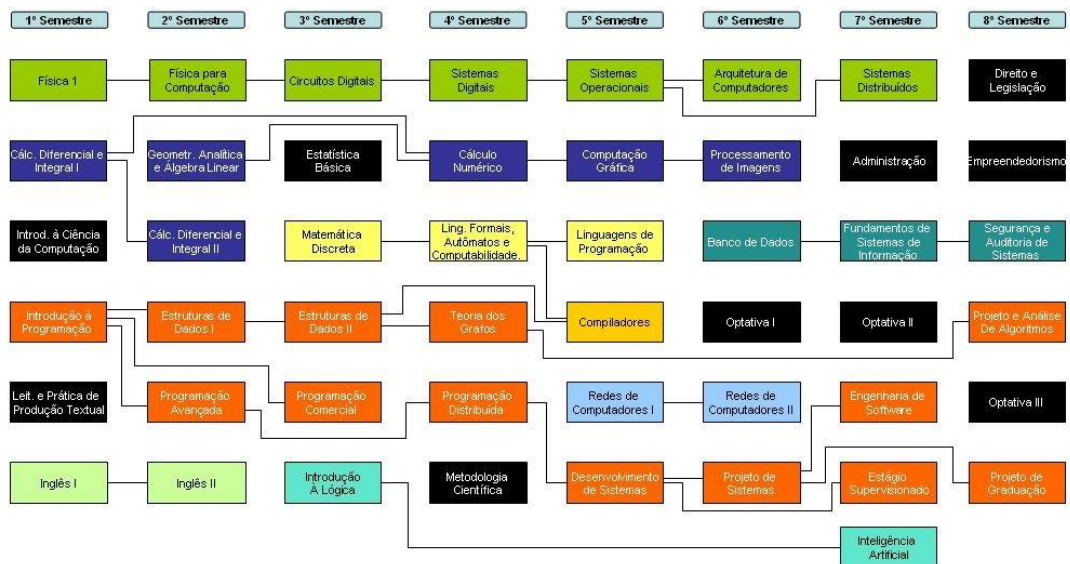 1º Semestre
2º Semestre
3º Semestre
4º Semestre
5º Semestre
6º Semestre
7º Semestre
8º Semestre
Física 1
Física para
Computação
Circuitos Digitais
Sistemas
Digitais
Sistemas
Operacionais
Arquitetura de
Computadores
Sistemas
Distribuídos
Direito e
Legislação
Cálc. Diferencial e
Integral I
Geometr. Analítica
e Álgebra Linear
Estatística
Básica
Cálculo
Numérico
Computação
Gráfica
Processamento
de Imagens
Administração
Empreendedorismo
Introd. à Ciência
da Computação
Cálc. Diferencial e
Integral II
Matemática
Discreta
Ling. Formais,
Autômatos e
Computabilidade.
Linguagens de
Programação
Banco de Dados
Fundamentos de
Sistemas de
Informação
Segurança e
Auditoria de
Sistemas
Introdução à
Programação
Estruturas de
Dados I
Estruturas de
Dados II
Teoria dos
Grafos
Compiladores
Optativa I
Optativa II
Projeto e Análise
De Algoritmos
Leit. e Prática de
Produção Textual
Programação
Avançada
Programação
Comercial
Programação
Distribuída
Redes de
Computadores I
Redes de
Computadores II
Engenharia de
Software
Optativa III
Inglês I
Inglês II
Introdução
À Lógica
Metodologia
Científica
Desenvolvimento
de Sistemas
Projeto de
Sistemas
Estágio
Supervisionado
Projeto de
Graduação
Inteligência
Artificial